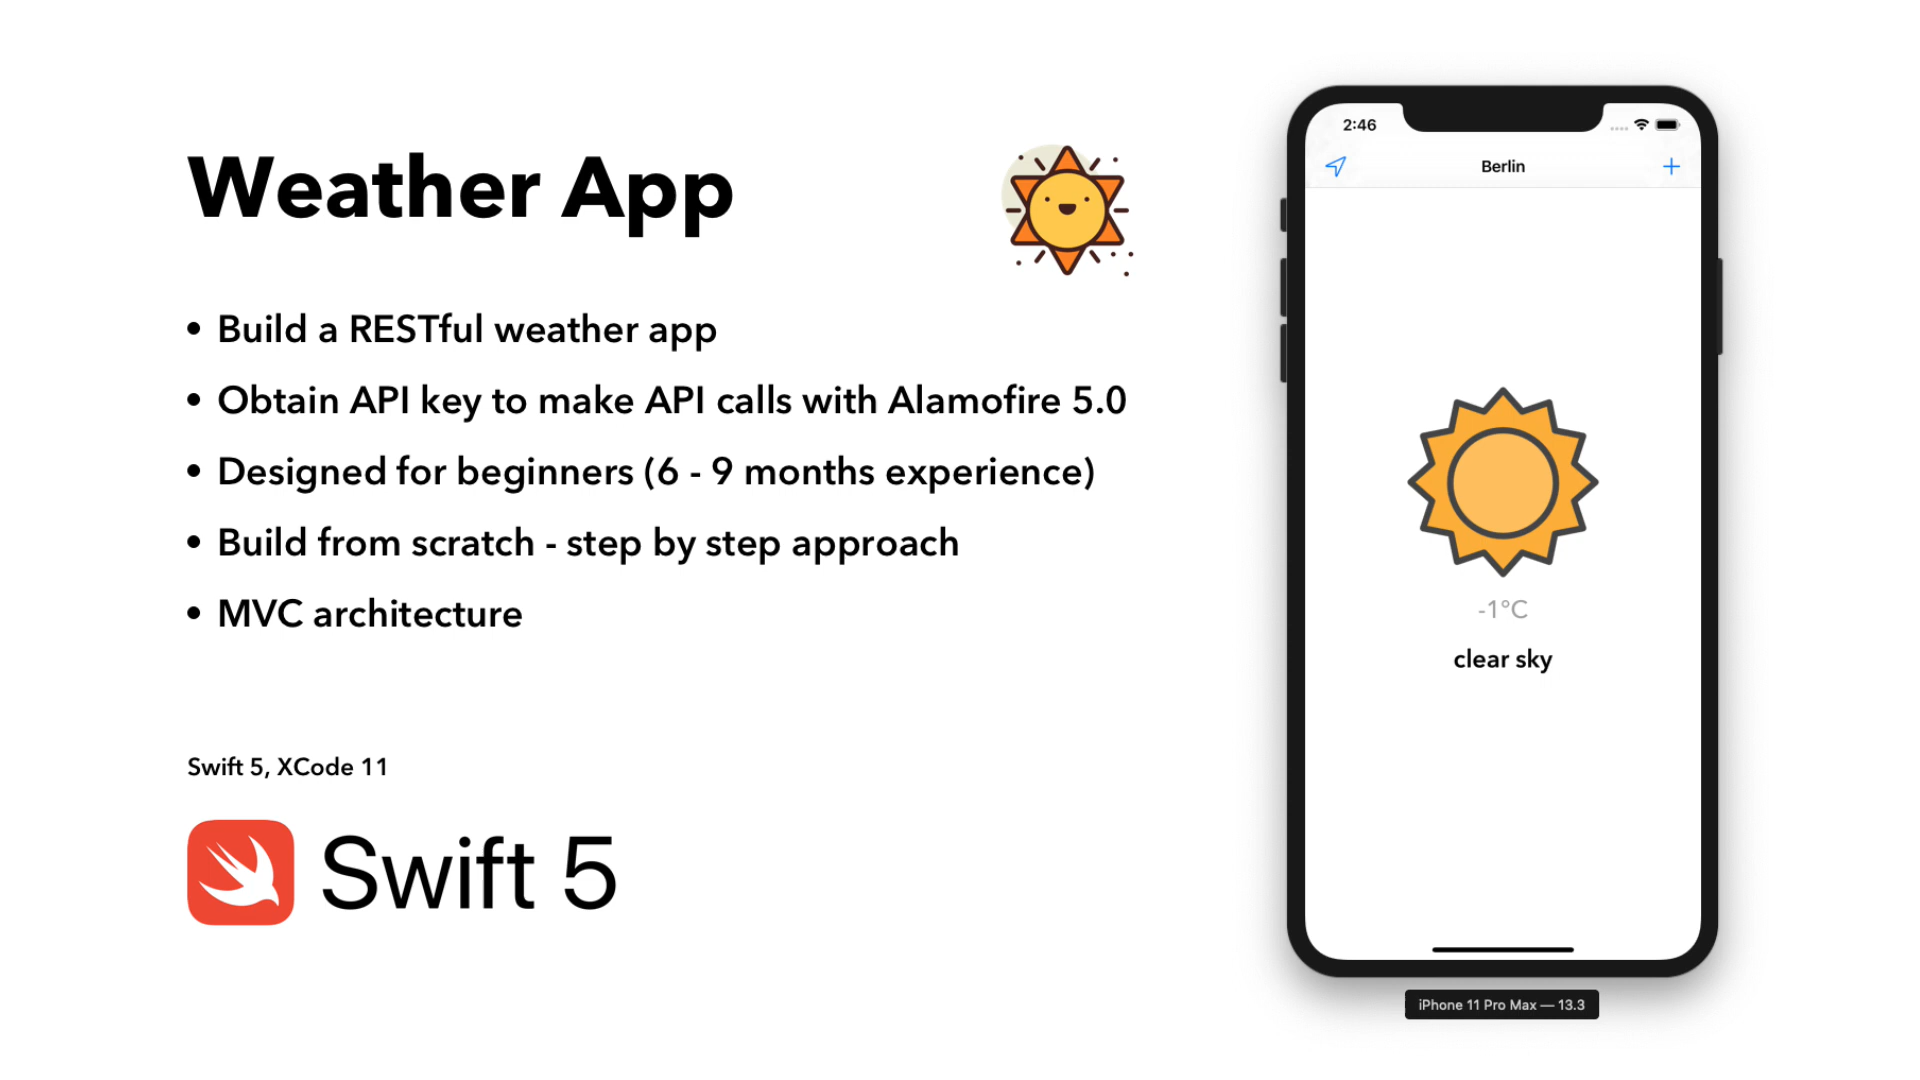 Weather App
• Build a RESTful weather app
• Obtain API key to make API calls with Alamofire 5.0
• Designed for beginners (6 - 9 months experience)
• Build from scratch - step by step approach
• MVC architecture
Swift 5, XCode 11
Swift 5
2:46
Berlin
-1°C
clear sky
iPhone 11 Pro Max — 13.3